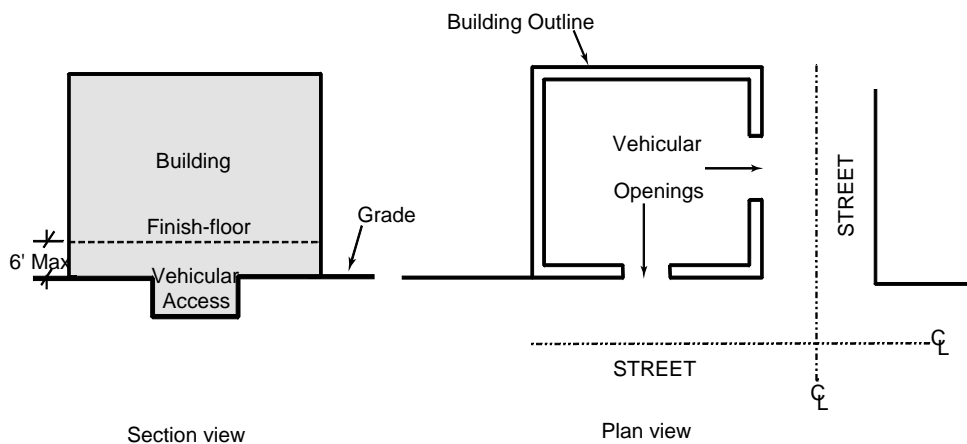 Building Outline
Building
Finish-floor
Grade
6' Max
Vehicular
Access
Section view
Vehicular
Openings
STREET
STREET
CL
CL
Plan view